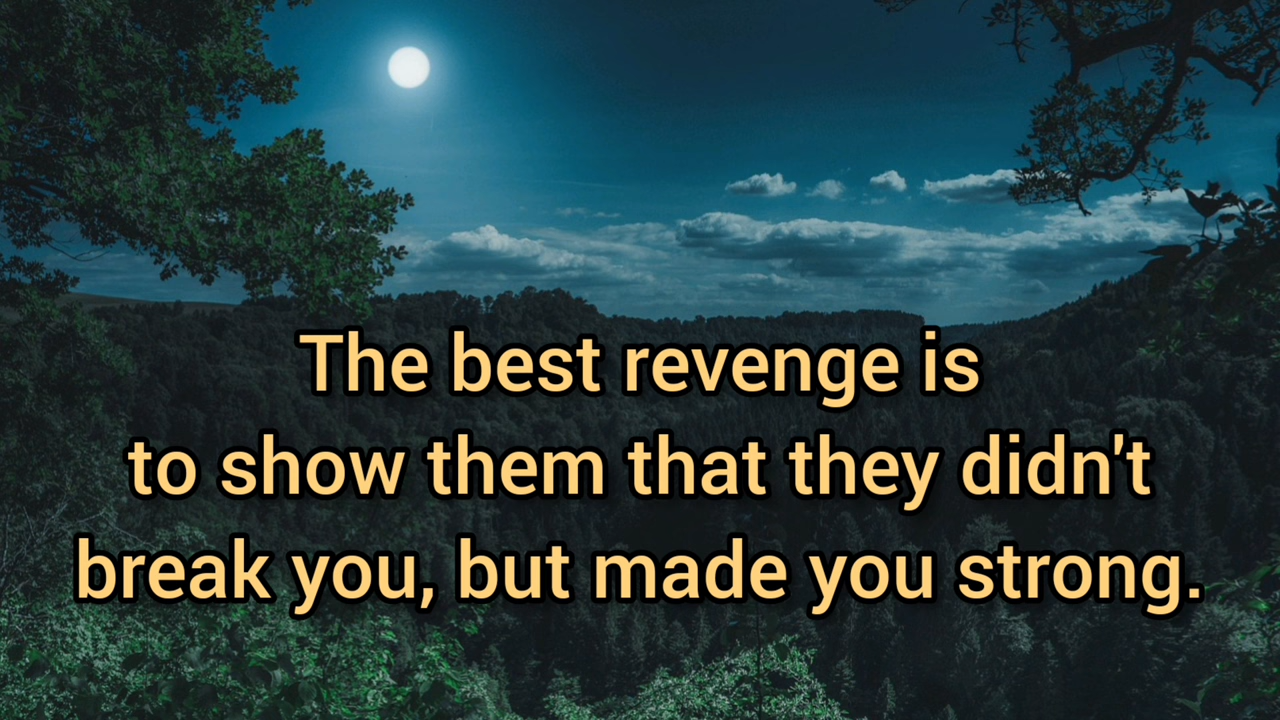 The best revenge is
to show them that they didn't
break you, but made you strong.